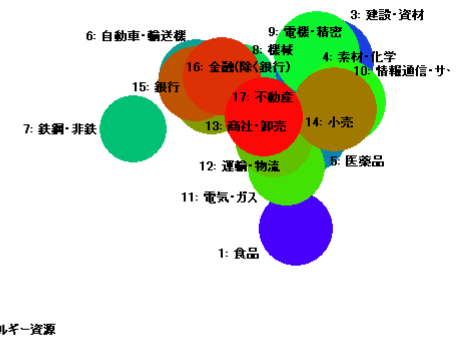 3: 建設・資材
9: 電機・精密
6: 自動車・輸送機
8: 機械
4: 素材・化学
16: 金融(除く銀行)
10: 情報通信・サ
15: 銀行
17: 不動産
14: 小売
7: 鉄鋼・非鉄
13: 商社・卸売
5: 医薬品
12: 運輸・物流
11: 電気・ガス
1: 食品
ルギー資源